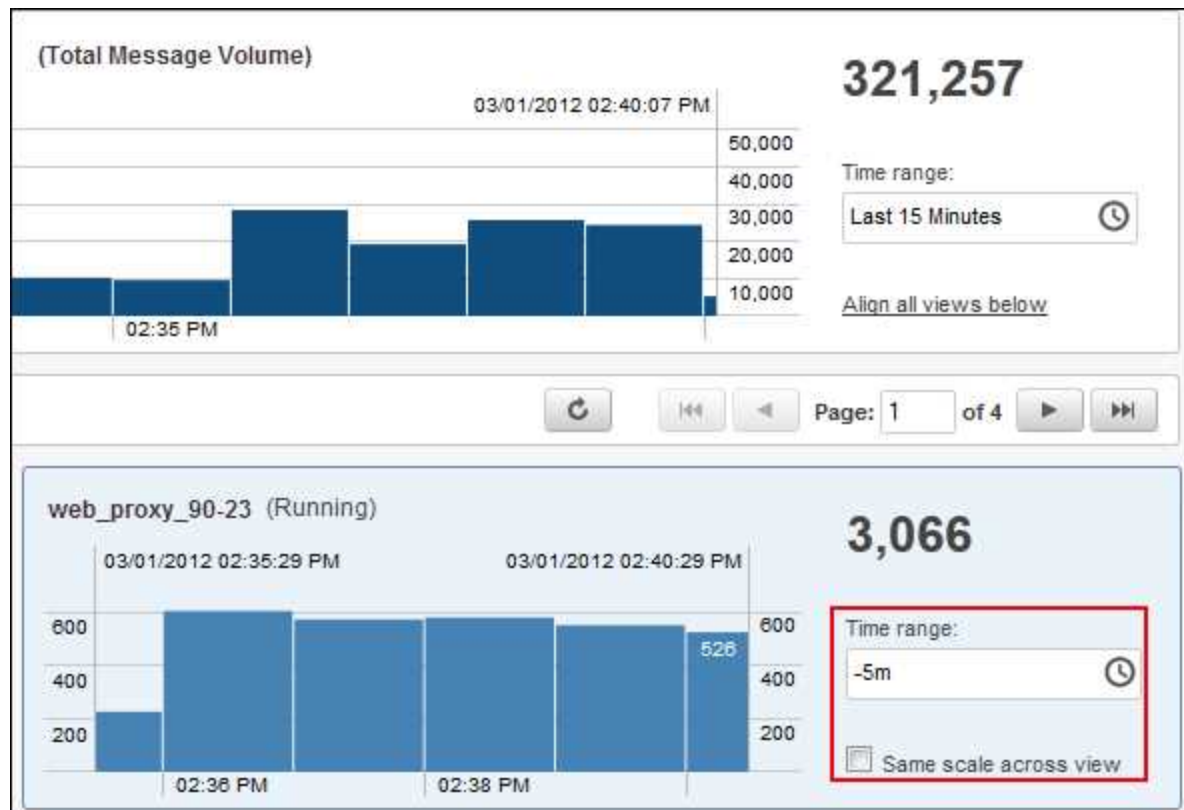 (Total Message Volume)
321,257
03/01/2012 02:40:07 PM
50,000
40,000
30,000
20,000
10,000
02:35 PM
Time range:
Last 15 Minutes
Align all views below
Page: 1 of 4
web_proxy_90-23 (Running)
3,066
03/01/2012 02:35:29 PM
03/01/2012 02:40:29 PM
600
400
200
526
600
400
200
02:36 PM
02:38 PM
Time range:
-5m
Same scale across view